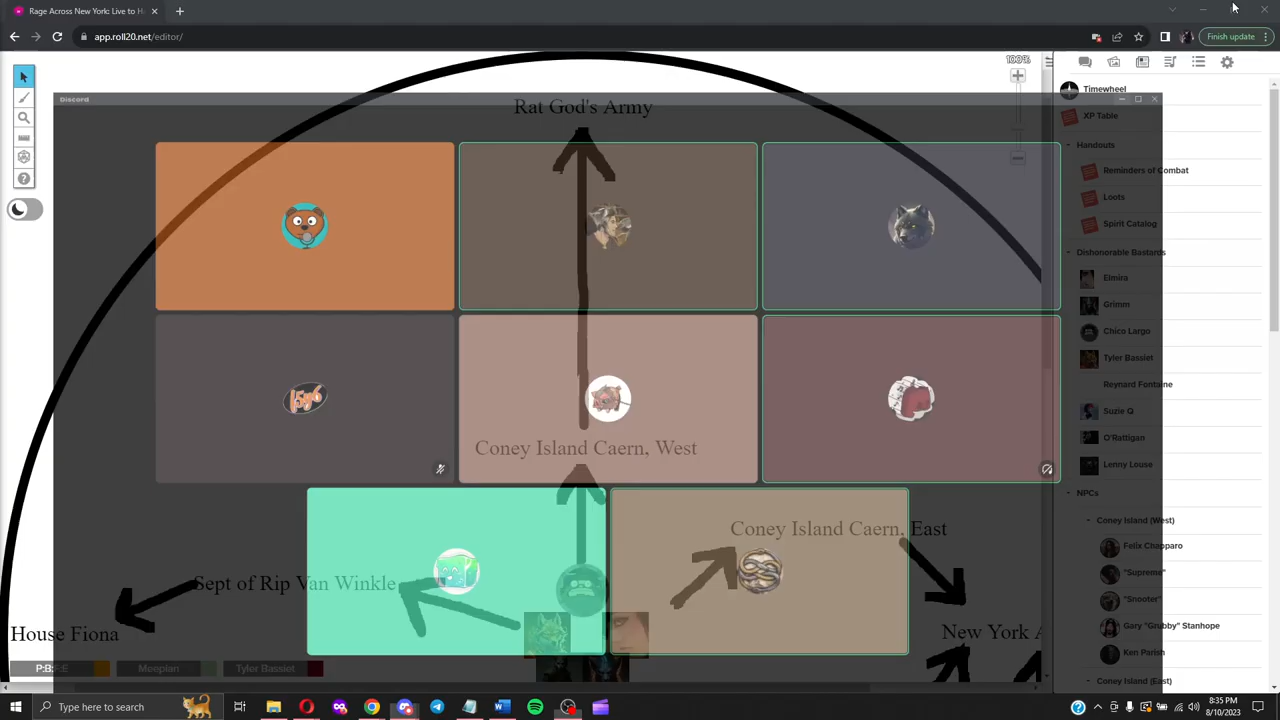 Rage Across New York: Live to H
app.roll20.net/editor/
Finish update
100%
Discord
Timewheel
XP Table
Handouts
Reminders of Combat
Loots
Spirit Catalog
Dishonorable Bastards
Elmira
Grimm
Chico Largo
Tyler Bassiet
Reynard Fontaine
Suzie Q
O'Rattigan
Lenny Louse
NPCs
Coney Island (West)
Felix Chapparo
"Supreme"
"Snooter"
Gary "Grubby" Stanhope
Ken Parish
Coney Island (East)
Rat God's Army
Coney Island Caern, West
Coney Island Caern, East
Sept of Rip Van Winkle
House Fiona
New York A
P:B:F:E
Moeplan
Tyler Bassiet
Type here to search
8:35 PM
8/10/2023